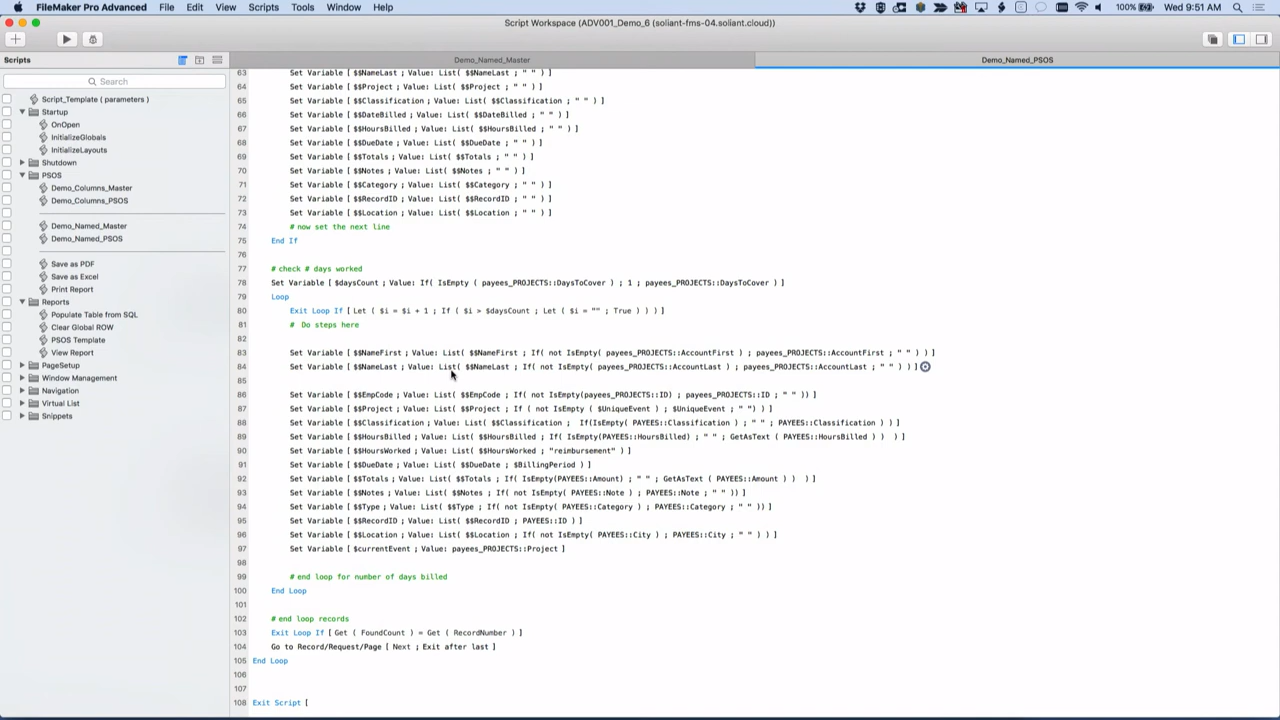 FileMaker Pro Advanced File Edit View Scripts Tools Window Help 100% Wed 9:51 AM
Script Workspace (ADV001_Demo_6 (soliant-fms-04.soliant.cloud))
Scripts
Demo_Named_Master
Demo_Named_PSOS
Search
Script_Template ( parameters )
Startup
OnOpen
InitializeGlobals
InitializeLayouts
Shutdown
PSOS
Demo_Columns_Master
Demo_Columns_PSOS
Demo_Named_Master
Demo_Named_PSOS
Save as PDF
Save as Excel
Print Report
Reports
Populate Table from SQL
Clear Global ROW
PSOS Template
View Report
PageSetup
Window Management
Navigation
Virtual List
Snippets
63 Set Variable [ $$NameLast ; Value: List( $$NameLast ; " " ) ]
64 Set Variable [ $$Project ; Value: List( $$Project ; " " ) ]
65 Set Variable [ $$Classification ; Value: List( $$Classification ; " " ) ]
66 Set Variable [ $$DateBilled ; Value: List( $$DateBilled ; " " ) ]
67 Set Variable [ $$HoursBilled ; Value: List( $$HoursBilled ; " " ) ]
68 Set Variable [ $$DueDate ; Value: List( $$DueDate ; " " ) ]
69 Set Variable [ $$Totals ; Value: List( $$Totals ; " " ) ]
70 Set Variable [ $$Notes ; Value: List( $$Notes ; " " ) ]
71 Set Variable [ $$Category ; Value: List( $$Category ; " " ) ]
72 Set Variable [ $$RecordID ; Value: List( $$RecordID ; " " ) ]
73 Set Variable [ $$Location ; Value: List( $$Location ; " " ) ]
74 # now set the next line
75 End If
76
77 # check # days worked
78 Set Variable [ $daysCount ; Value: If( IsEmpty ( payees_PROJECTS::DaysToCover ) ; 1 ; payees_PROJECTS::DaysToCover ) ]
79 Loop
80 Exit Loop If [ Let ( $i = $i + 1 ; If ( $i > $daysCount ; Let ( $i = "" ; True ) ) ) ]
81 # Do steps here
82
83 Set Variable [ $$NameFirst ; Value: List( $$NameFirst ; If( not IsEmpty( payees_PROJECTS::AccountFirst ) ; payees_PROJECTS::AccountFirst ; " " ) ) ]
84 Set Variable [ $$NameLast ; Value: List( $$NameLast ; If( not IsEmpty( payees_PROJECTS::AccountLast ) ; payees_PROJECTS::AccountLast ; " " ) ) ]
85
86 Set Variable [ $$EmpCode ; Value: List( $$EmpCode ; If( not IsEmpty(payees_PROJECTS::ID) ; payees_PROJECTS::ID ; " " )) ]
87 Set Variable [ $$Project ; Value: List( $$Project ; If ( not IsEmpty ( $UniqueEvent ) ; $UniqueEvent ; " ") ) ]
88 Set Variable [ $$Classification ; Value: List( $$Classification ; If(IsEmpty ( PAYEES::Classification ) ; " " ; PAYEES::Classification ) ) ]
89 Set Variable [ $$HoursBilled ; Value: List( $$HoursBilled ; If( IsEmpty(PAYEES::HoursBilled) ; " " ; GetAsText ( PAYEES::HoursBilled ) ) ) ]
90 Set Variable [ $$HoursWorked ; Value: List( $$HoursWorked ; "reinbursement" ) ]
91 Set Variable [ $$DueDate ; Value: List( $$DueDate ; $BillingPeriod ) ]
92 Set Variable [ $$Totals ; Value: List( $$Totals ; If( IsEmpty(PAYEES::Amount) ; " " ; GetAsText ( PAYEES::Amount ) ) ) ]
93 Set Variable [ $$Notes ; Value: List( $$Notes ; If( not IsEmpty( PAYEES::Note ) ; PAYEES::Note ; " " )) ]
94 Set Variable [ $$Type ; Value: List( $$Type ; If( not IsEmpty( PAYEES::Category ) ; PAYEES::Category ; " " )) ]
95 Set Variable [ $$RecordID ; Value: List( $$RecordID ; PAYEES::ID ) ]
96 Set Variable [ $$Location ; Value: List( $$Location ; If( not IsEmpty( PAYEES::City ) ; PAYEES::City ; " " ) ) ]
97 Set Variable [ $currentEvent ; Value: payees_PROJECTS::Project ]
98
99 # end loop for number of days billed
100 End Loop
101
102 # end loop records
103 Exit Loop If [ Get ( FoundCount ) = Get ( RecordNumber ) ]
104 Go to Record/Request/Page [ Next ; Exit after last ]
105 End Loop
106
107
108 Exit Script [